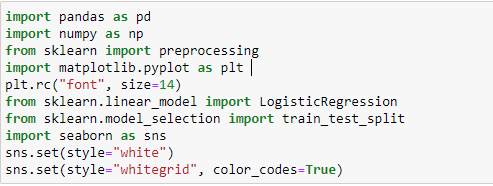 import pandas as pd
import numpy as np
from sklearn import preprocessing
import matplotlib.pyplot as plt
plt.rc("font", size=14)
from sklearn.linear_model import LogisticRegression
from sklearn.model_selection import train_test_split
import seaborn as sns
sns.set(style="white")
sns.set(style="whitegrid", color_codes=True)